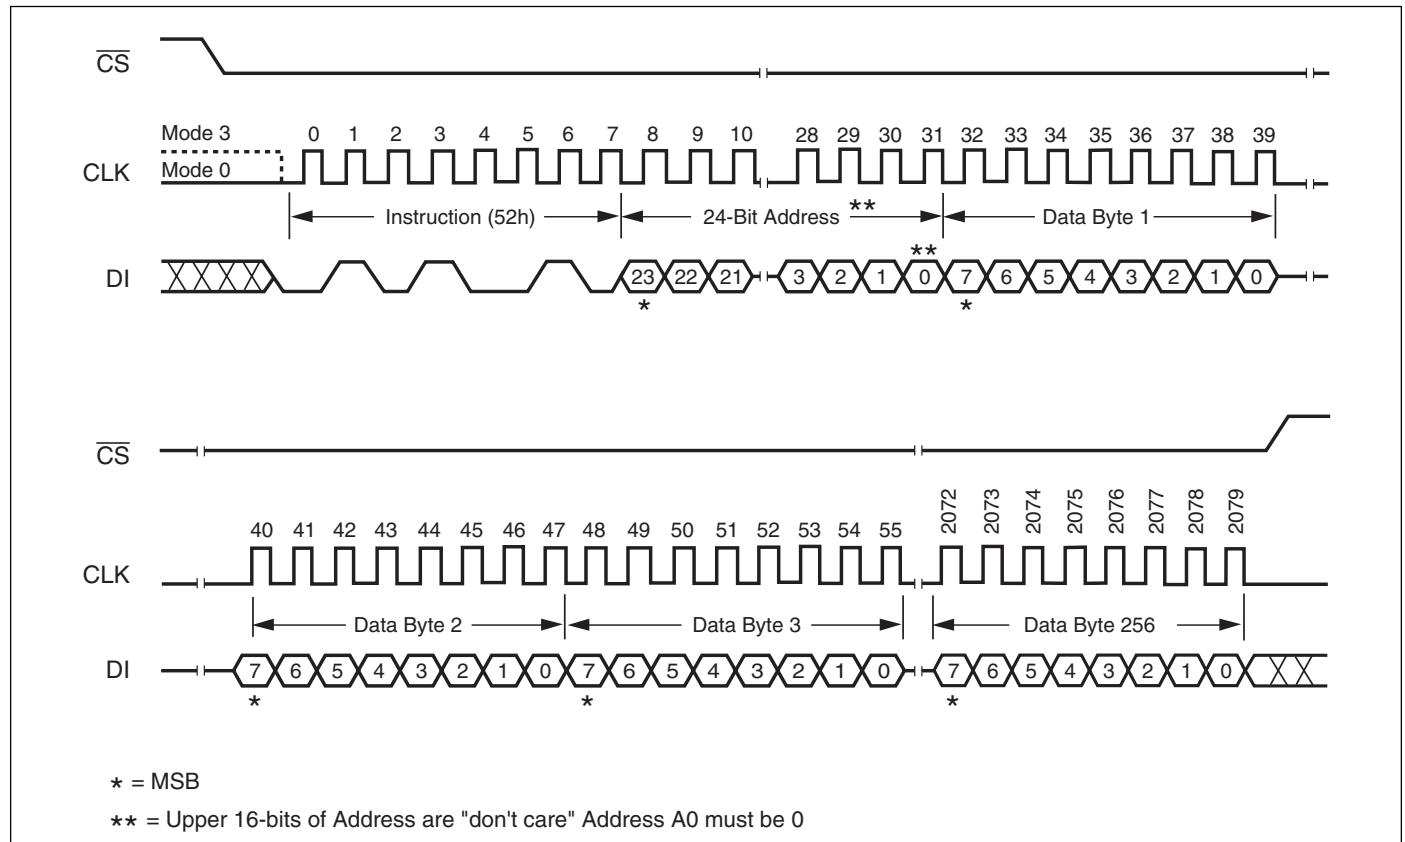 CS
Mode 3
0 1 2 3 4 5 6 7 8 9 10 28 29 30 31 32 33 34 35 36 37 38 39
CLK
Mode 0
Instruction (52h) 24-Bit Address ** Data Byte 1
**
DI 23 22 21 3 2 1 0 7 6 5 4 3 2 1 0
* *
CS
40 41 42 43 44 45 46 47 48 49 50 51 52 53 54 55 2072 2073 2074 2075 2076 2077 2078 2079
CLK
Data Byte 2 Data Byte 3 Data Byte 256
DI 7 6 5 4 3 2 1 0 7 6 5 4 3 2 1 0 7 6 5 4 3 2 1 0
* * *
* = MSB
** = Upper 16-bits of Address are "don't care" Address A0 must be 0